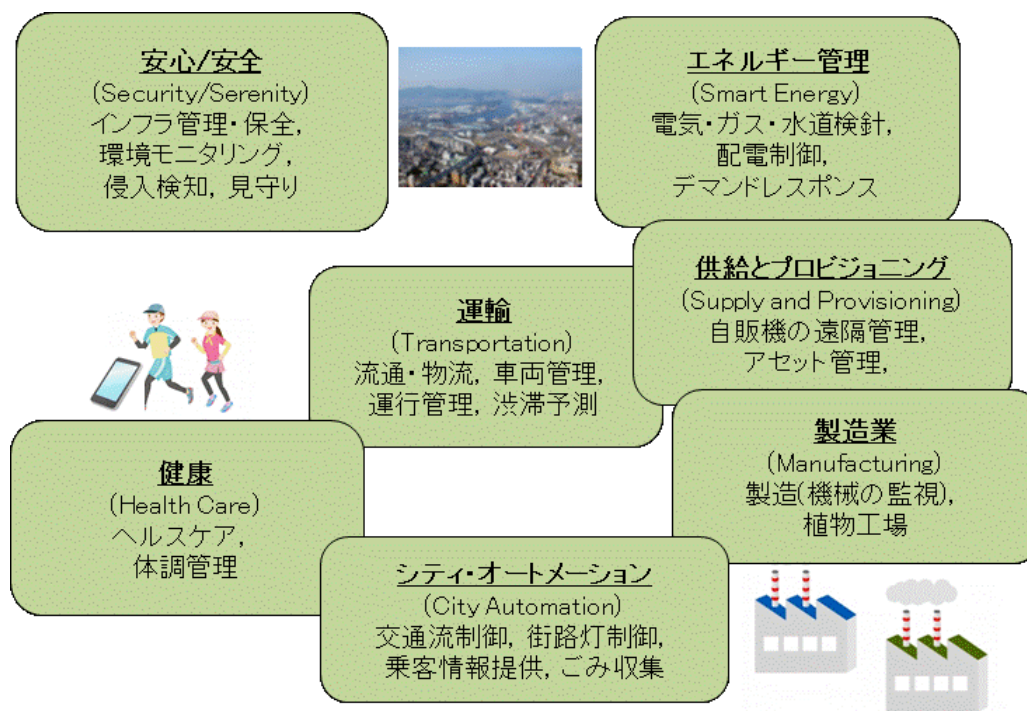 安心/安全
(Security/Serenity)
インフラ管理・保全,
環境モニタリング,
侵入検知, 見守り
エネルギー管理
(Smart Energy)
電気・ガス・水道検針,
配電制御,
デマンドレスポンス
供給とプロビジョニング
(Supply and Provisioning)
自販機の遠隔管理,
アセット管理,
運輸
(Transportation)
流通・物流, 車両管理,
運行管理, 渋滞予測
製造業
(Manufacturing)
製造(機械の監視),
植物工場
健康
(Health Care)
ヘルスケア,
体調管理
シティ・オートメーション
(City Automation)
交通流制御, 街路灯制御,
乗客情報提供, ごみ収集